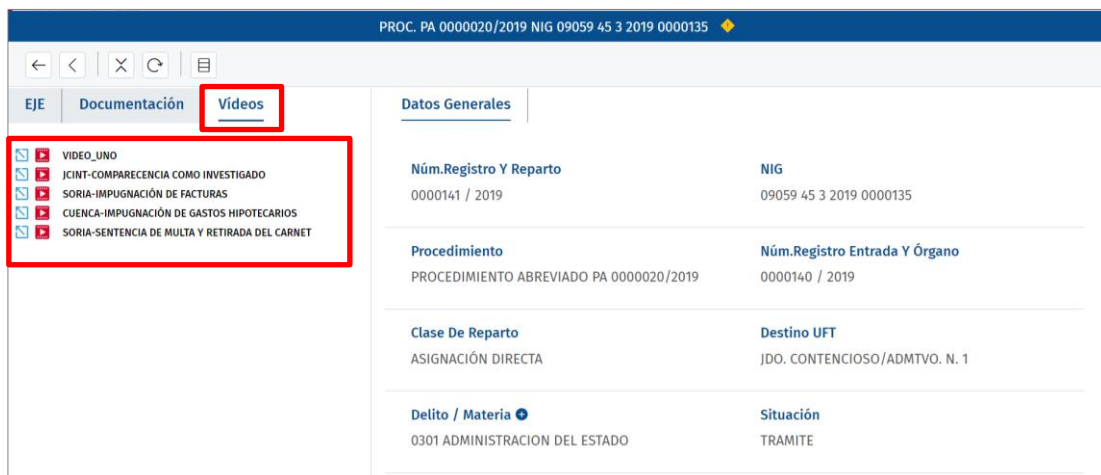 PROC. PA 0000020/2019 NIG 09059 45 3 2019 0000135
EJE Documentación Vídeos
VIDEO_UNO
JCINT-COMPARECENCIA COMO INVESTIGADO
SORIA-IMPUGNACIÓN DE FACTURAS
CUENCA-IMPUGNACIÓN DE GASTOS HIPOTECARIOS
SORIA-SENTENCIA DE MULTA Y RETIRADA DEL CARNET
Datos Generales
Núm.Registro Y Reparto NIG
0000141 / 2019 09059 45 3 2019 0000135
Procedimiento Núm.Registro Entrada Y Órgano
PROCEDIMIENTO ABREVIADO PA 0000020/2019 0000140 / 2019
Clase De Reparto Destino UFT
ASIGNACIÓN DIRECTA JDO. CONTENCIOSO/ADMTVO. N. 1
Delito / Materia Situación
0301 ADMINISTRACION DEL ESTADO TRAMITE